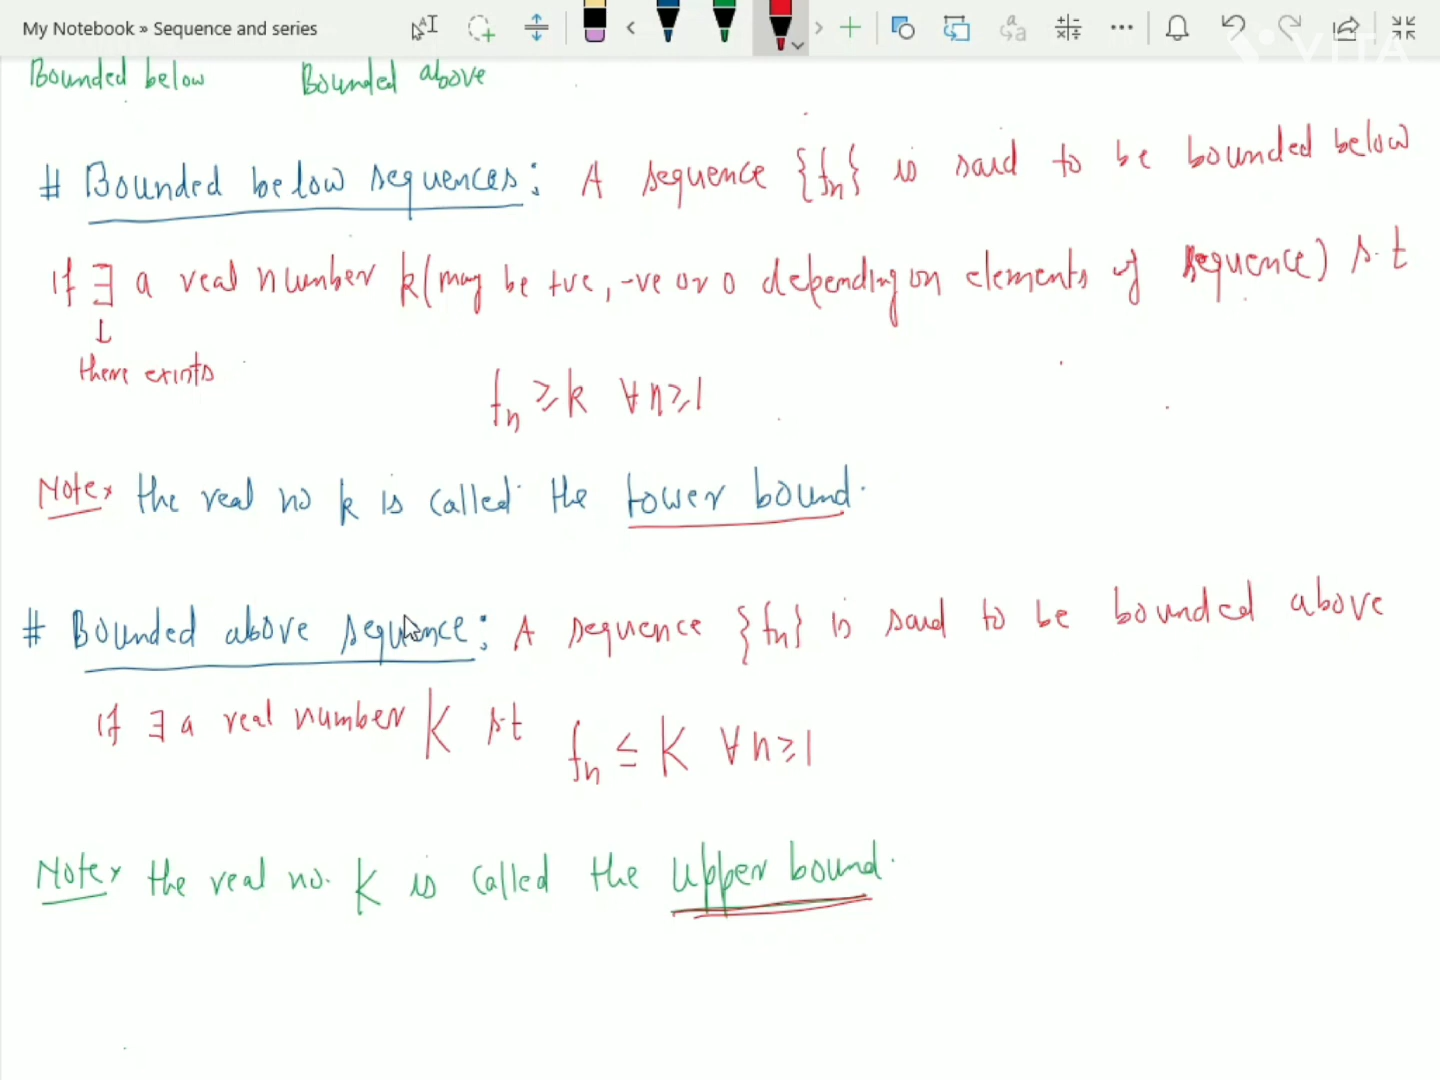 My Notebook » Sequence and series
VITA
Bounded below Bounded above
# Bounded below sequences: A sequence {fn} is said to be bounded below
if ∃ a real number k (may be +ve, -ve or 0 depending on elements of sequence) s.t
↓
there exists
fn ≥ k ∀ n ≥ 1
Note× the real no k is called the lower bound.
# Bounded above sequence: A sequence {fn} is said to be bounded above
if ∃ a real number K s.t fn ≤ K ∀ n ≥ 1
Note× the real no. K is called the upper bound.